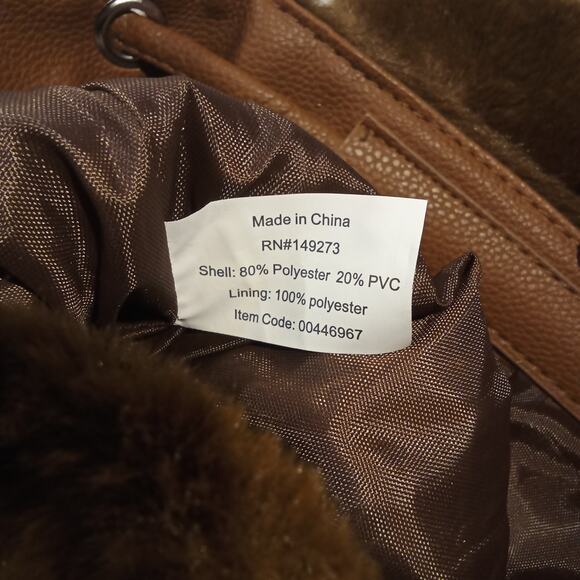 Made in China
RN#149273
Shell: 80% Polyester 20% PVC
Lining: 100% polyester
Item Code: 00446967